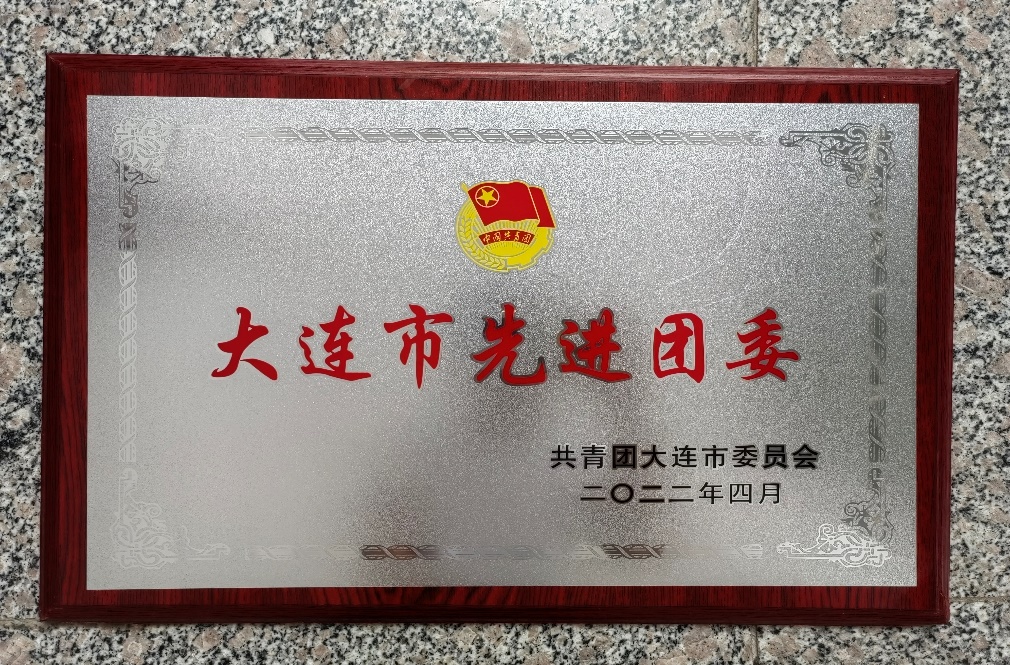 中国共青团
大连市先进团委
共青团大连市委员会
二〇二二年四月